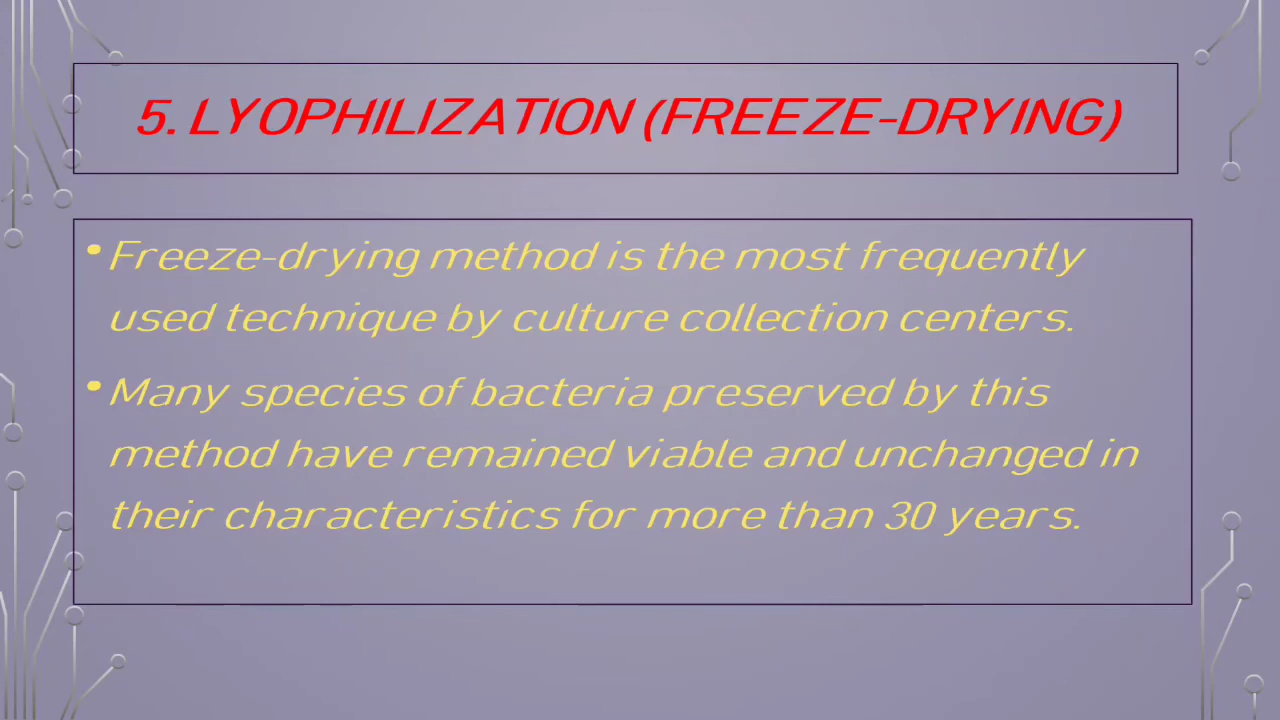 5. LYOPHILIZATION (FREEZE-DRYING)
• Freeze-drying method is the most frequently
used technique by culture collection centers.
• Many species of bacteria preserved by this
method have remained viable and unchanged in
their characteristics for more than 30 years.